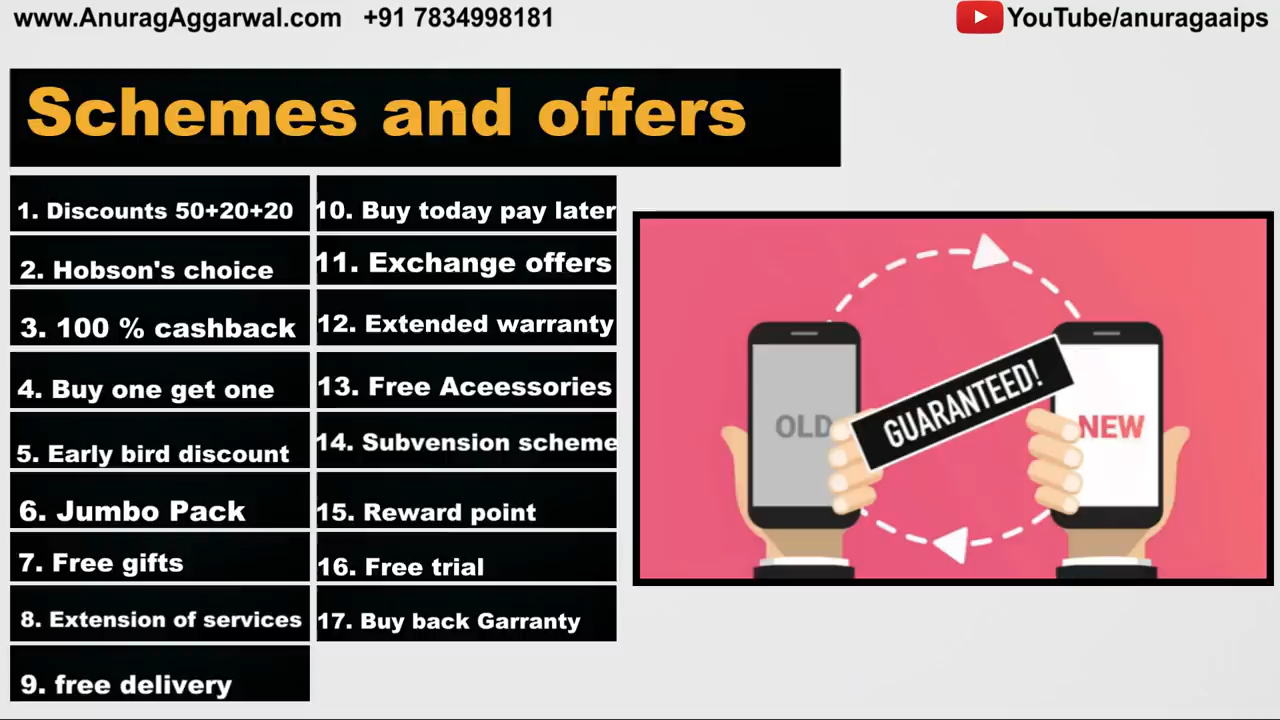 www.AnuragAggarwal.com +91 7834998181
YouTube/anuragaaips
Schemes and offers
1. Discounts 50+20+20
2. Hobson's choice
3. 100 % cashback
4. Buy one get one
5. Early bird discount
6. Jumbo Pack
7. Free gifts
8. Extension of services
9. free delivery
10. Buy today pay later
11. Exchange offers
12. Extended warranty
13. Free Aceessories
14. Subvension scheme
15. Reward point
16. Free trial
17. Buy back Garranty
OLD
GUARANTEED!
NEW